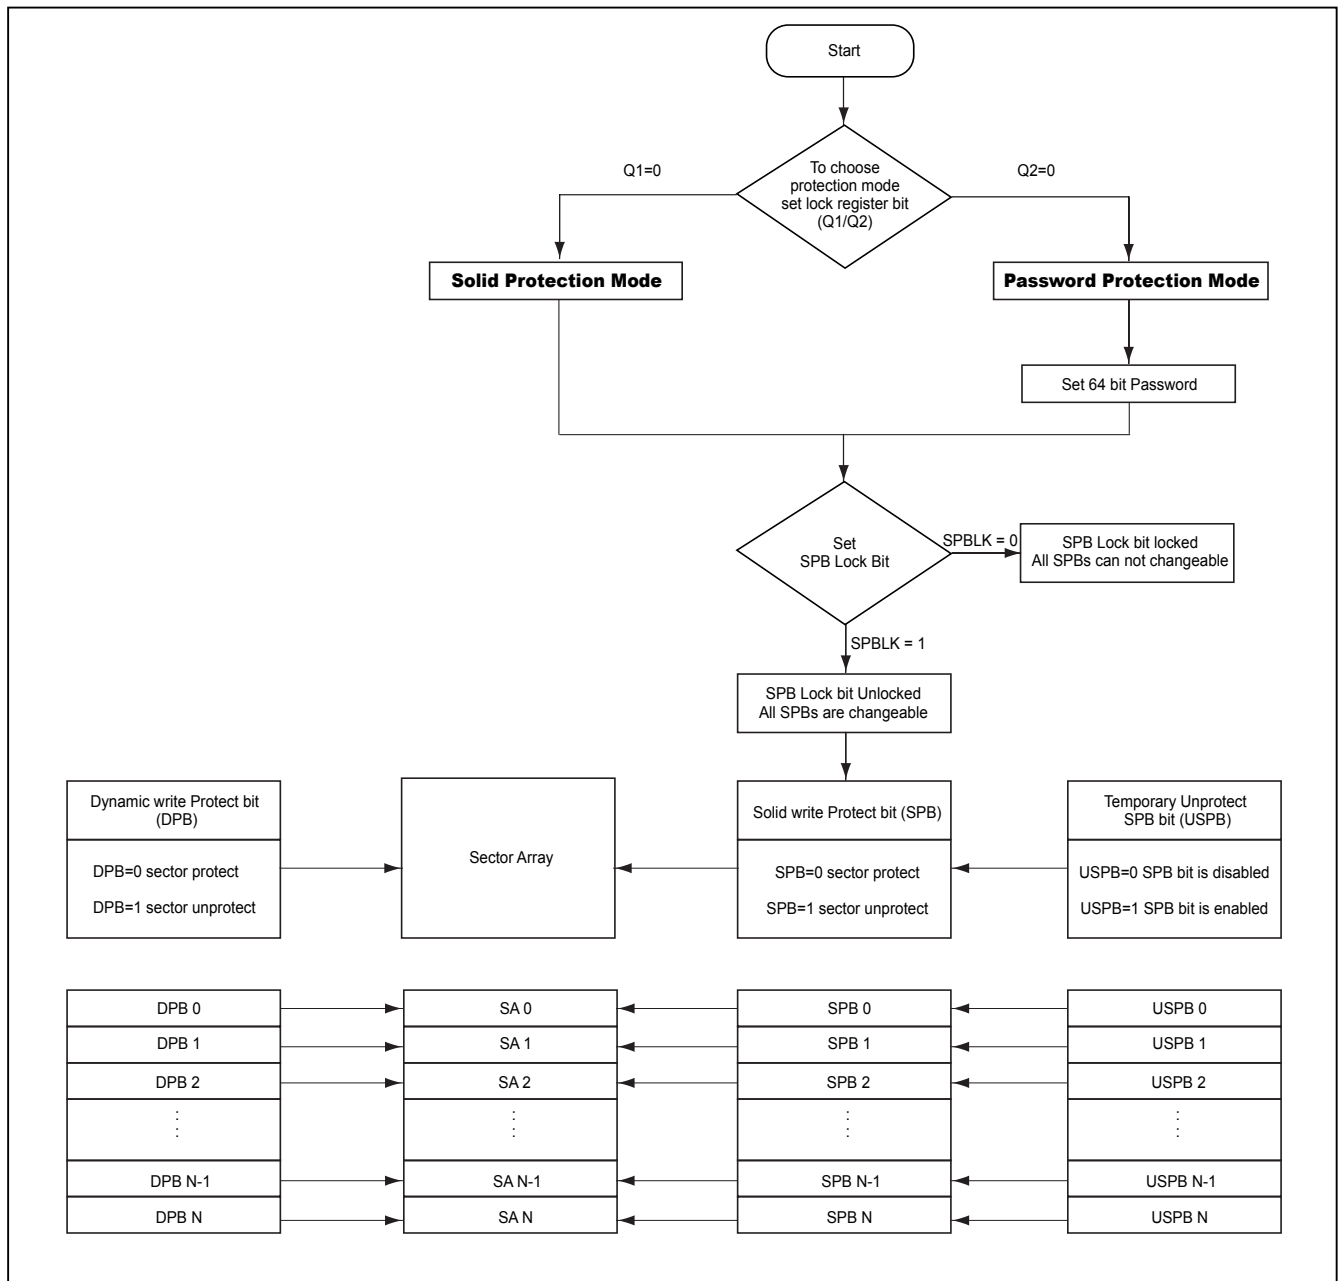 Start
To choose
protection mode
set lock register bit
(Q1/Q2)
Q1=0
Q2=0
Solid Protection Mode
Password Protection Mode
Set 64 bit Password
Set
SPB Lock Bit
SPBLK = 0
SPB Lock bit locked
All SPBs can not changeable
SPBLK = 1
SPB Lock bit Unlocked
All SPBs are changeable
Dynamic write Protect bit
(DPB)
DPB=0 sector protect
DPB=1 sector unprotect
Sector Array
Solid write Protect bit (SPB)
SPB=0 sector protect
SPB=1 sector unprotect
Temporary Unprotect
SPB bit (USPB)
USPB=0 SPB bit is disabled
USPB=1 SPB bit is enabled
DPB 0 SA 0 SPB 0 USPB 0
DPB 1 SA 1 SPB 1 USPB 1
DPB 2 SA 2 SPB 2 USPB 2
DPB N-1 SA N-1 SPB N-1 USPB N-1
DPB N SA N SPB N USPB N